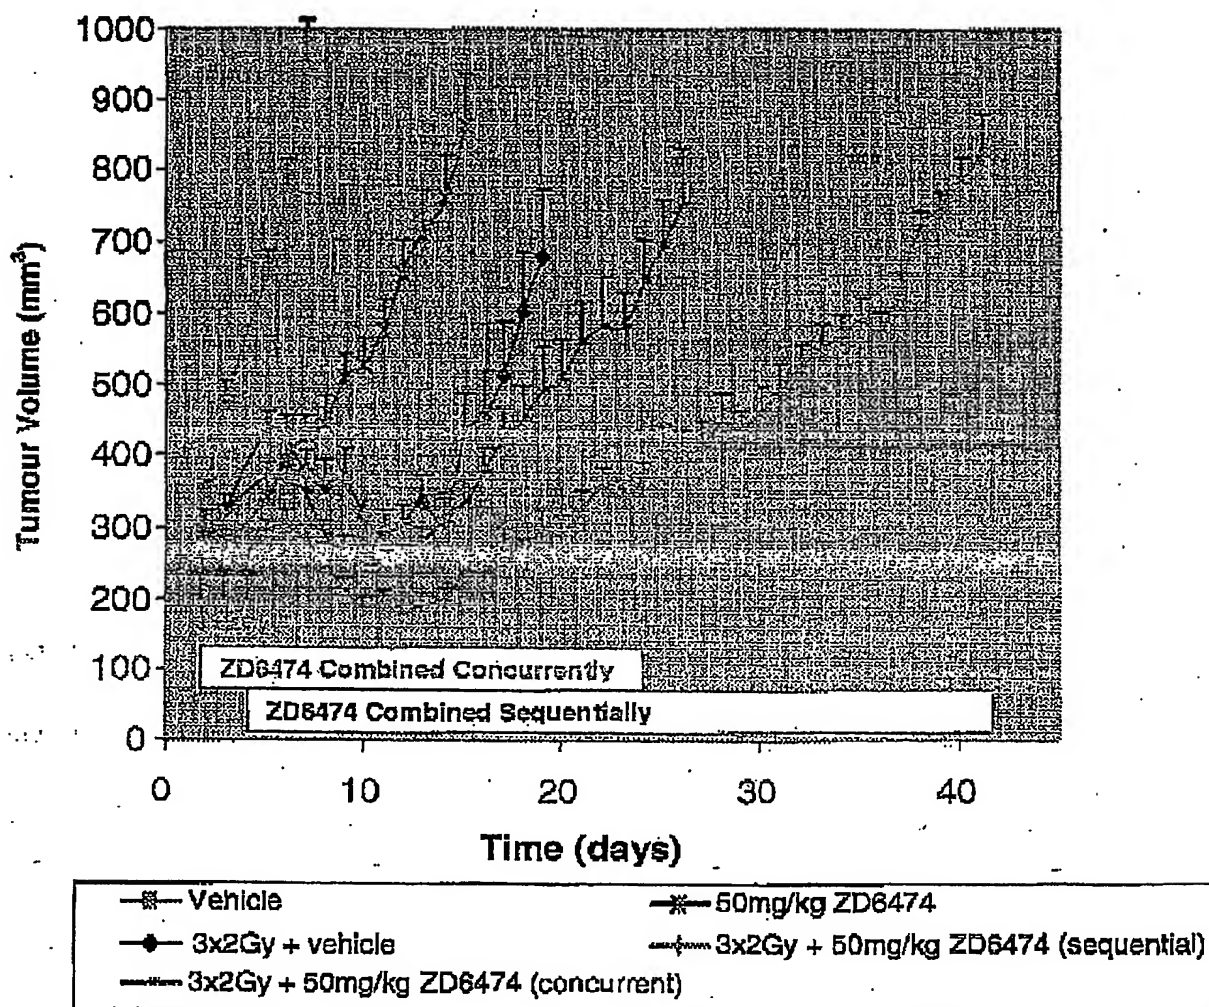 1000
900
800
700
600
500
400
300
200
100
0
Tumour Volume (mm³)
ZD6474 Combined Concurrently
ZD6474 Combined Sequentially
0 10 20 30 40
Time (days)
Vehicle 50mg/kg ZD6474
3x2Gy + vehicle 3x2Gy + 50mg/kg ZD6474 (sequential)
3x2Gy + 50mg/kg ZD6474 (concurrent)